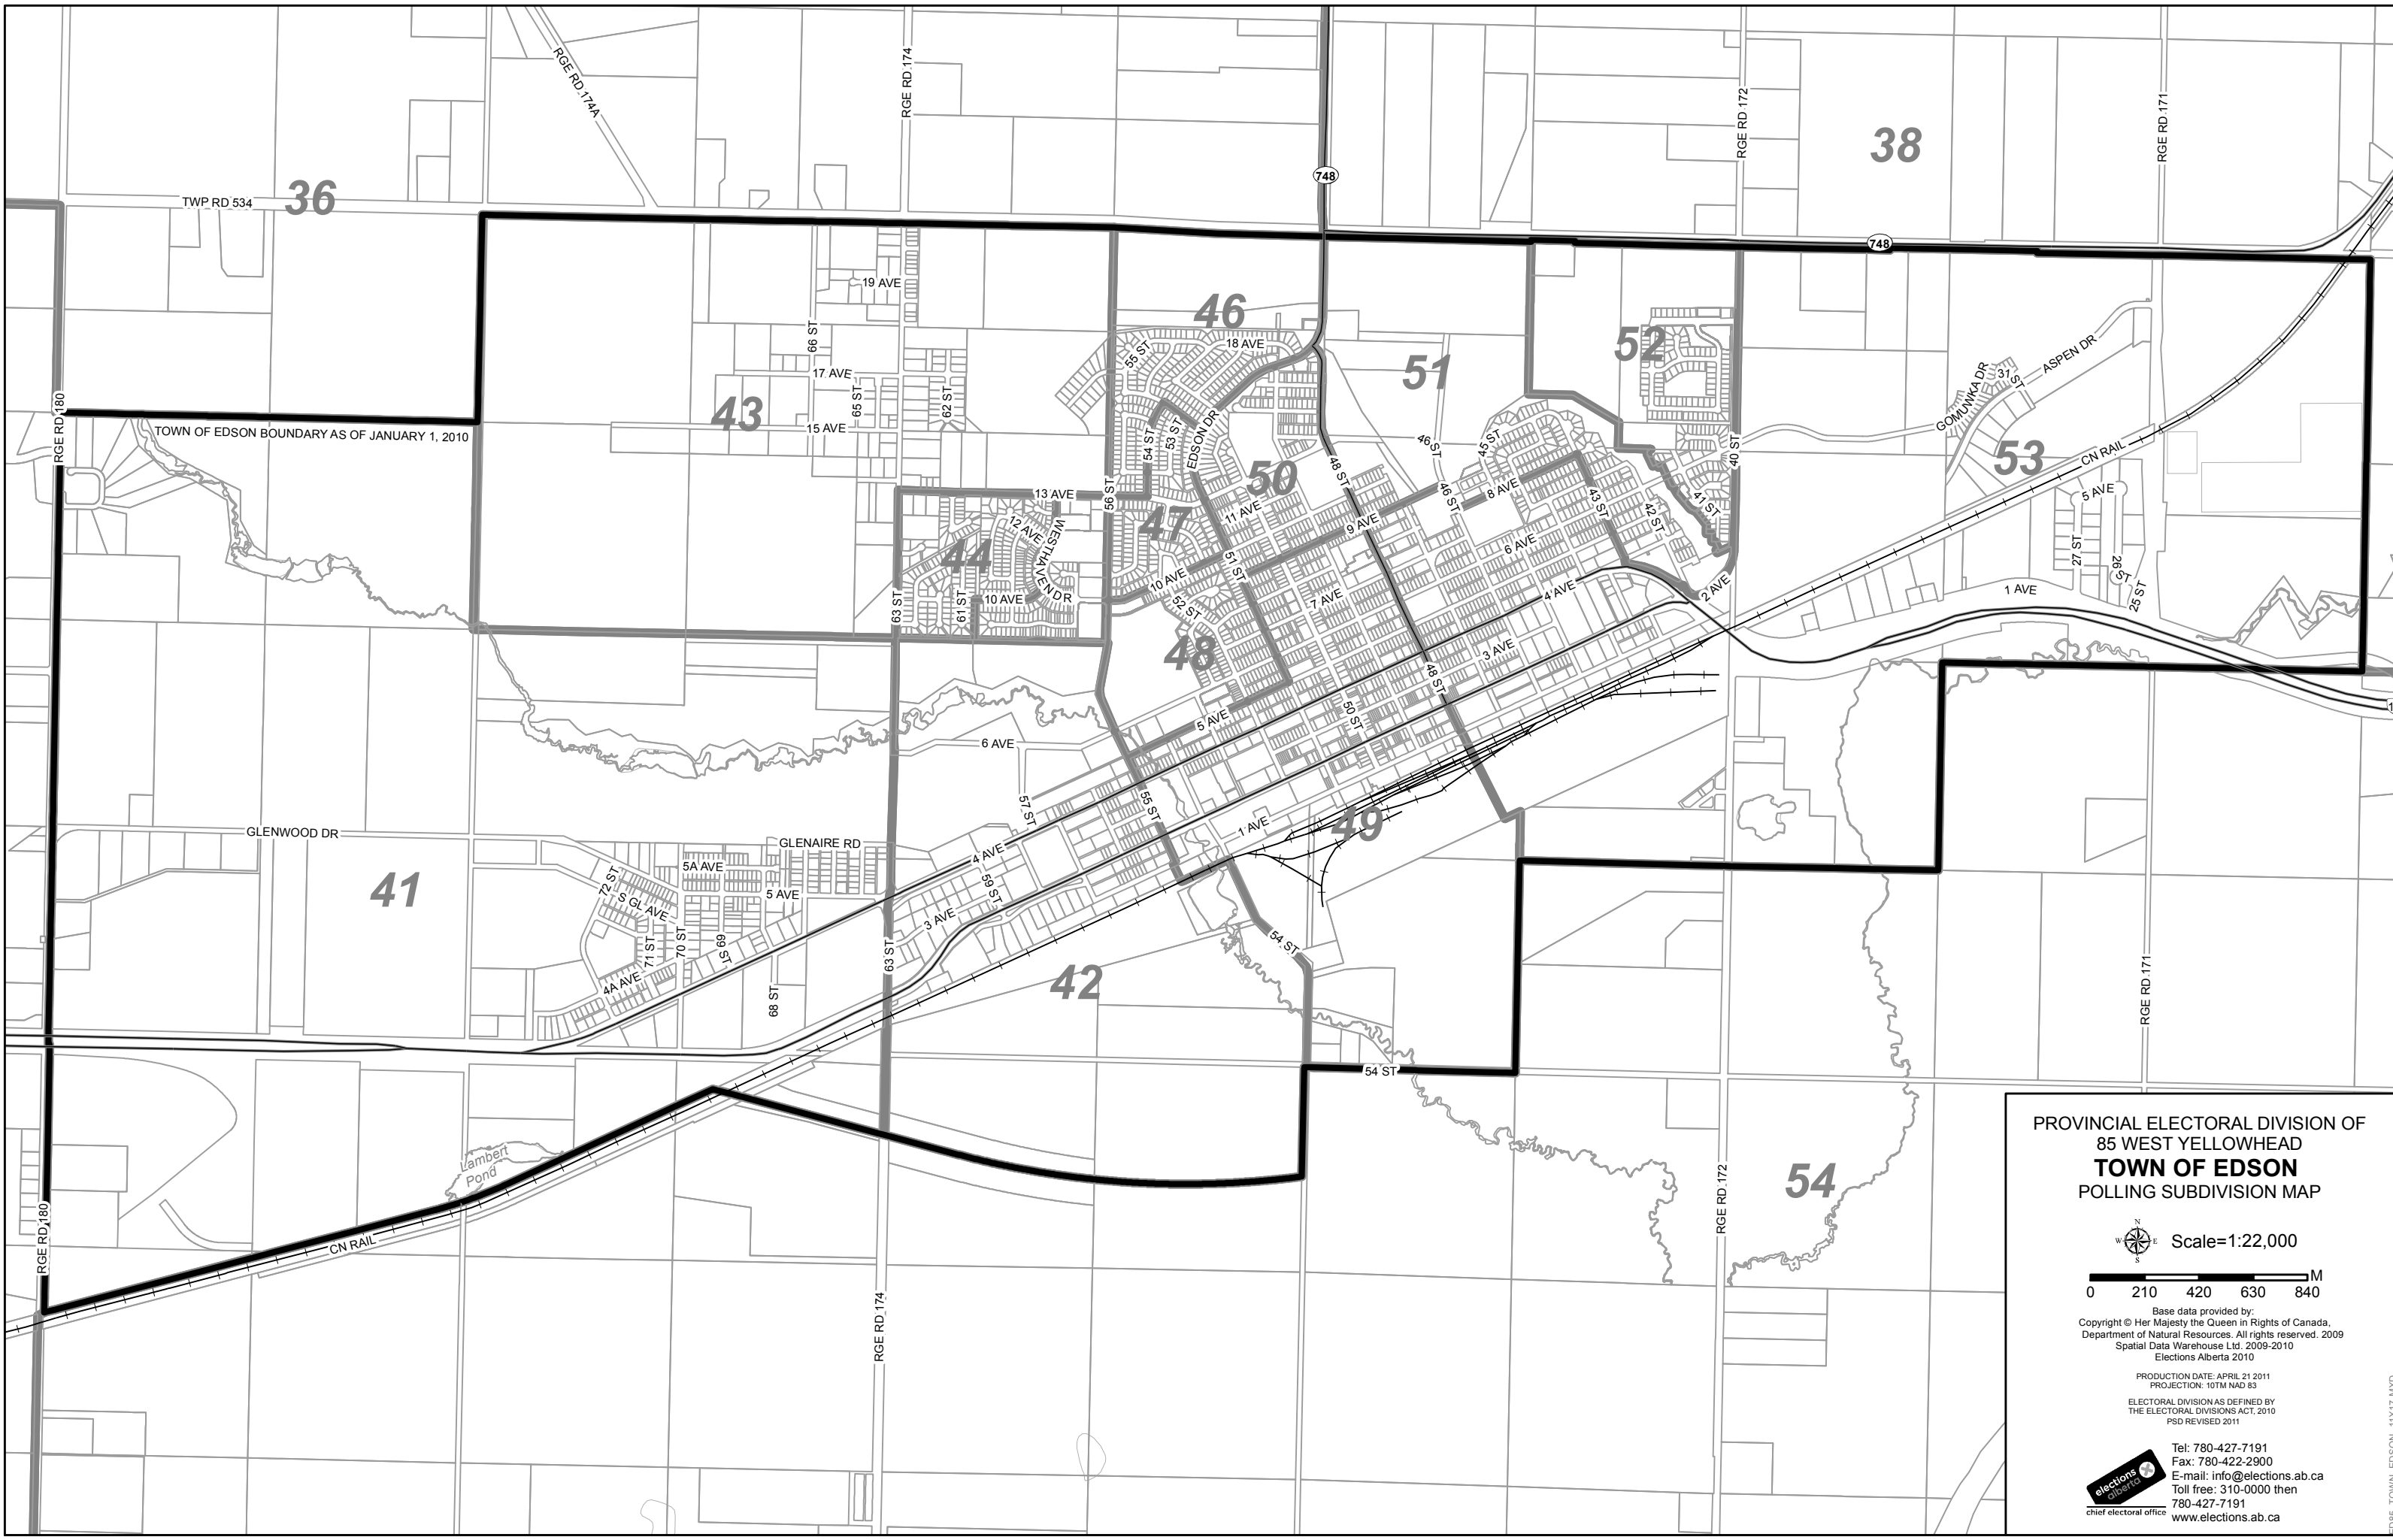 RGE RD 174A
RGE RD 174
748
RGE RD 172
38
RGE RD 171
TWP RD 534
36
748
19 AVE
46
66 ST
18 AVE
55 ST
52
51
ASPEN DR
GOMUWKA DR
31 ST
17 AVE
65 ST
62 ST
43
15 AVE
RGE RD 180
TOWN OF EDSON BOUNDARY AS OF JANUARY 1, 2010
54 ST
53 ST
EDSON DR
46 ST
45 ST
40 ST
CN RAIL
53
50
48 ST
13 AVE
56 ST
8 AVE
46 ST
43 ST
41 ST
42 ST
5 AVE
12 AVE
WESTHAVEN DR
47
11 AVE
9 AVE
6 AVE
44
51 ST
27 ST
26 ST
25 ST
63 ST
61 ST
10 AVE
10 AVE
52 ST
7 AVE
4 AVE
2 AVE
1 AVE
48
3 AVE
48 ST
5 AVE
50 ST
6 AVE
57 ST
55 ST
1 AVE
49
GLENWOOD DR
GLENAIRE RD
4 AVE
41
72 ST
5A AVE
5 AVE
59 ST
S GL AVE
3 AVE
71 ST
70 ST
69 ST
63 ST
54 ST
4A AVE
68 ST
42
RGE RD 171
54 ST
Lambert
Pond
54
RGE RD 172
RGE RD 180
CN RAIL
RGE RD 174
PROVINCIAL ELECTORAL DIVISION OF
85 WEST YELLOWHEAD
TOWN OF EDSON
POLLING SUBDIVISION MAP
N
W E
S
Scale=1:22,000
M
0 210 420 630 840
Base data provided by:
Copyright © Her Majesty the Queen in Rights of Canada,
Department of Natural Resources. All rights reserved. 2009
Spatial Data Warehouse Ltd. 2009-2010
Elections Alberta 2010
PRODUCTION DATE: APRIL 21 2011
PROJECTION: 10TM NAD 83
ELECTORAL DIVISION AS DEFINED BY
THE ELECTORAL DIVISIONS ACT, 2010
PSD REVISED 2011
elections
alberta
chief electoral office
Tel: 780-427-7191
Fax: 780-422-2900
E-mail: info@elections.ab.ca
Toll free: 310-0000 then
780-427-7191
www.elections.ab.ca